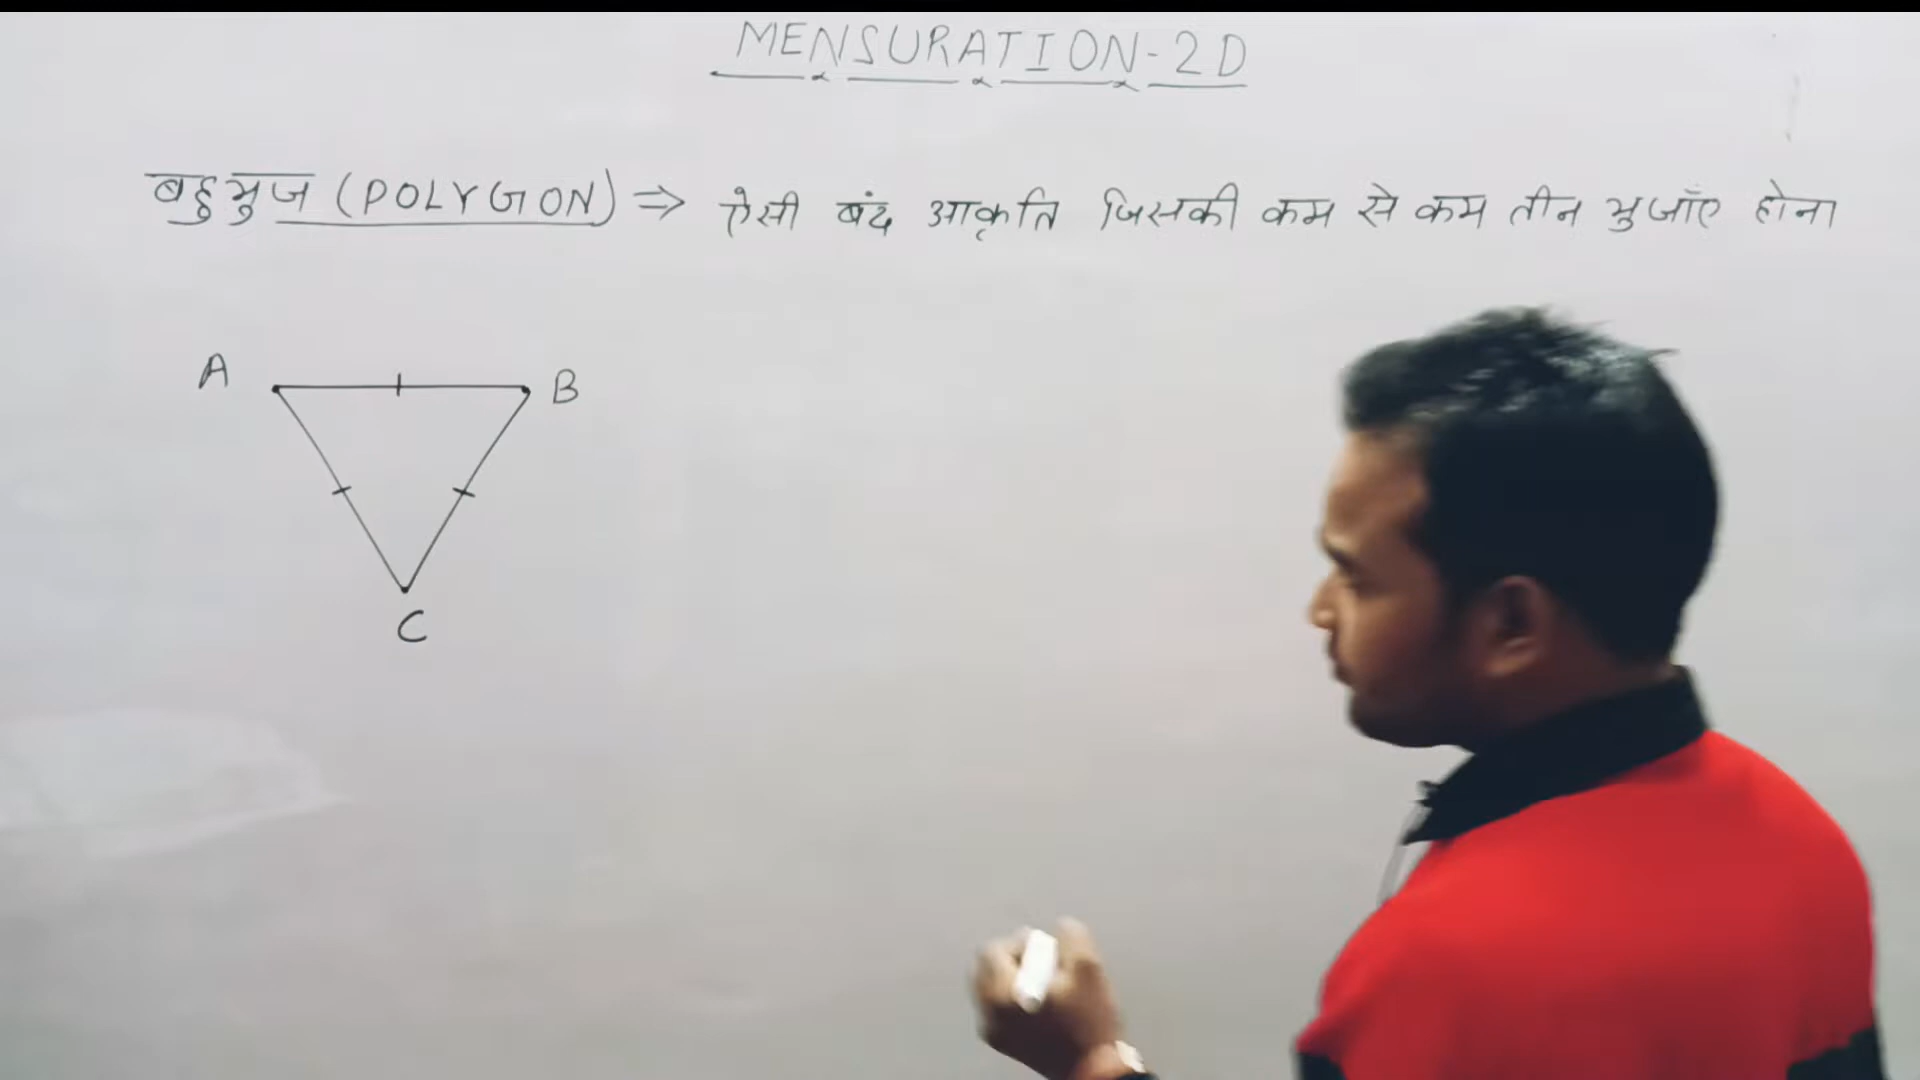 MENSURATION-2D
बहुभुज (POLYGON) ⇒ ऐसी बंद आकृति जिसकी कम से कम तीन भुजाँए होना
A
B
C